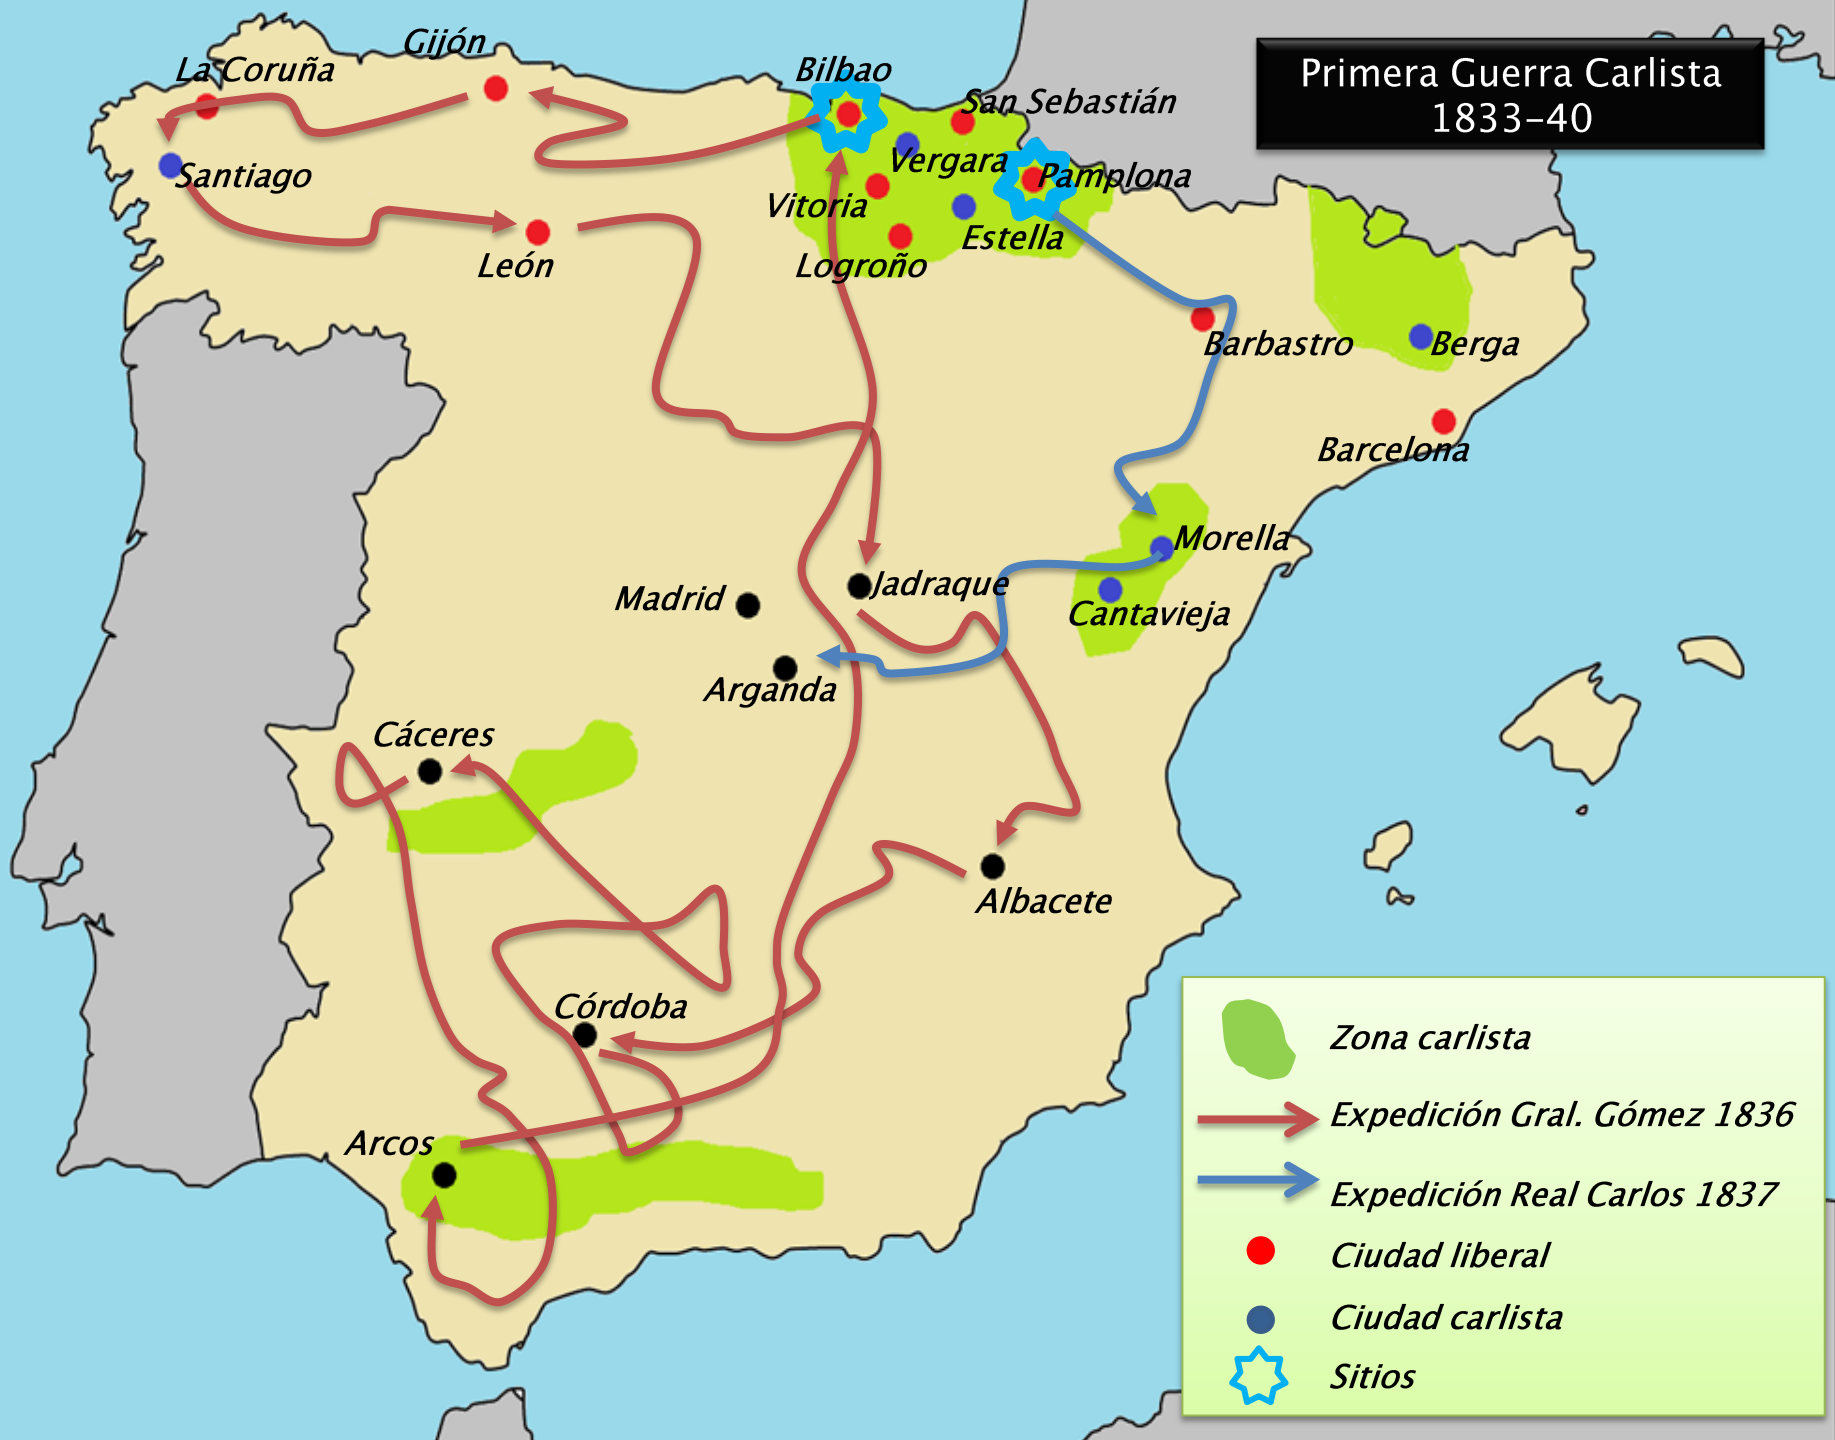 Primera Guerra Carlista
1833-40
Gijón
La Coruña
Bilbao
San Sebastián
Vergara
Pamplona
Santiago
Vitoria
Estella
León
Logroño
Barbastro
Berga
Barcelona
Morella
Madrid
Jadraque
Cantavieja
Arganda
Cáceres
Albacete
Córdoba
Arcos
Zona carlista
Expedición Gral. Gómez 1836
Expedición Real Carlos 1837
Ciudad liberal
Ciudad carlista
Sitios